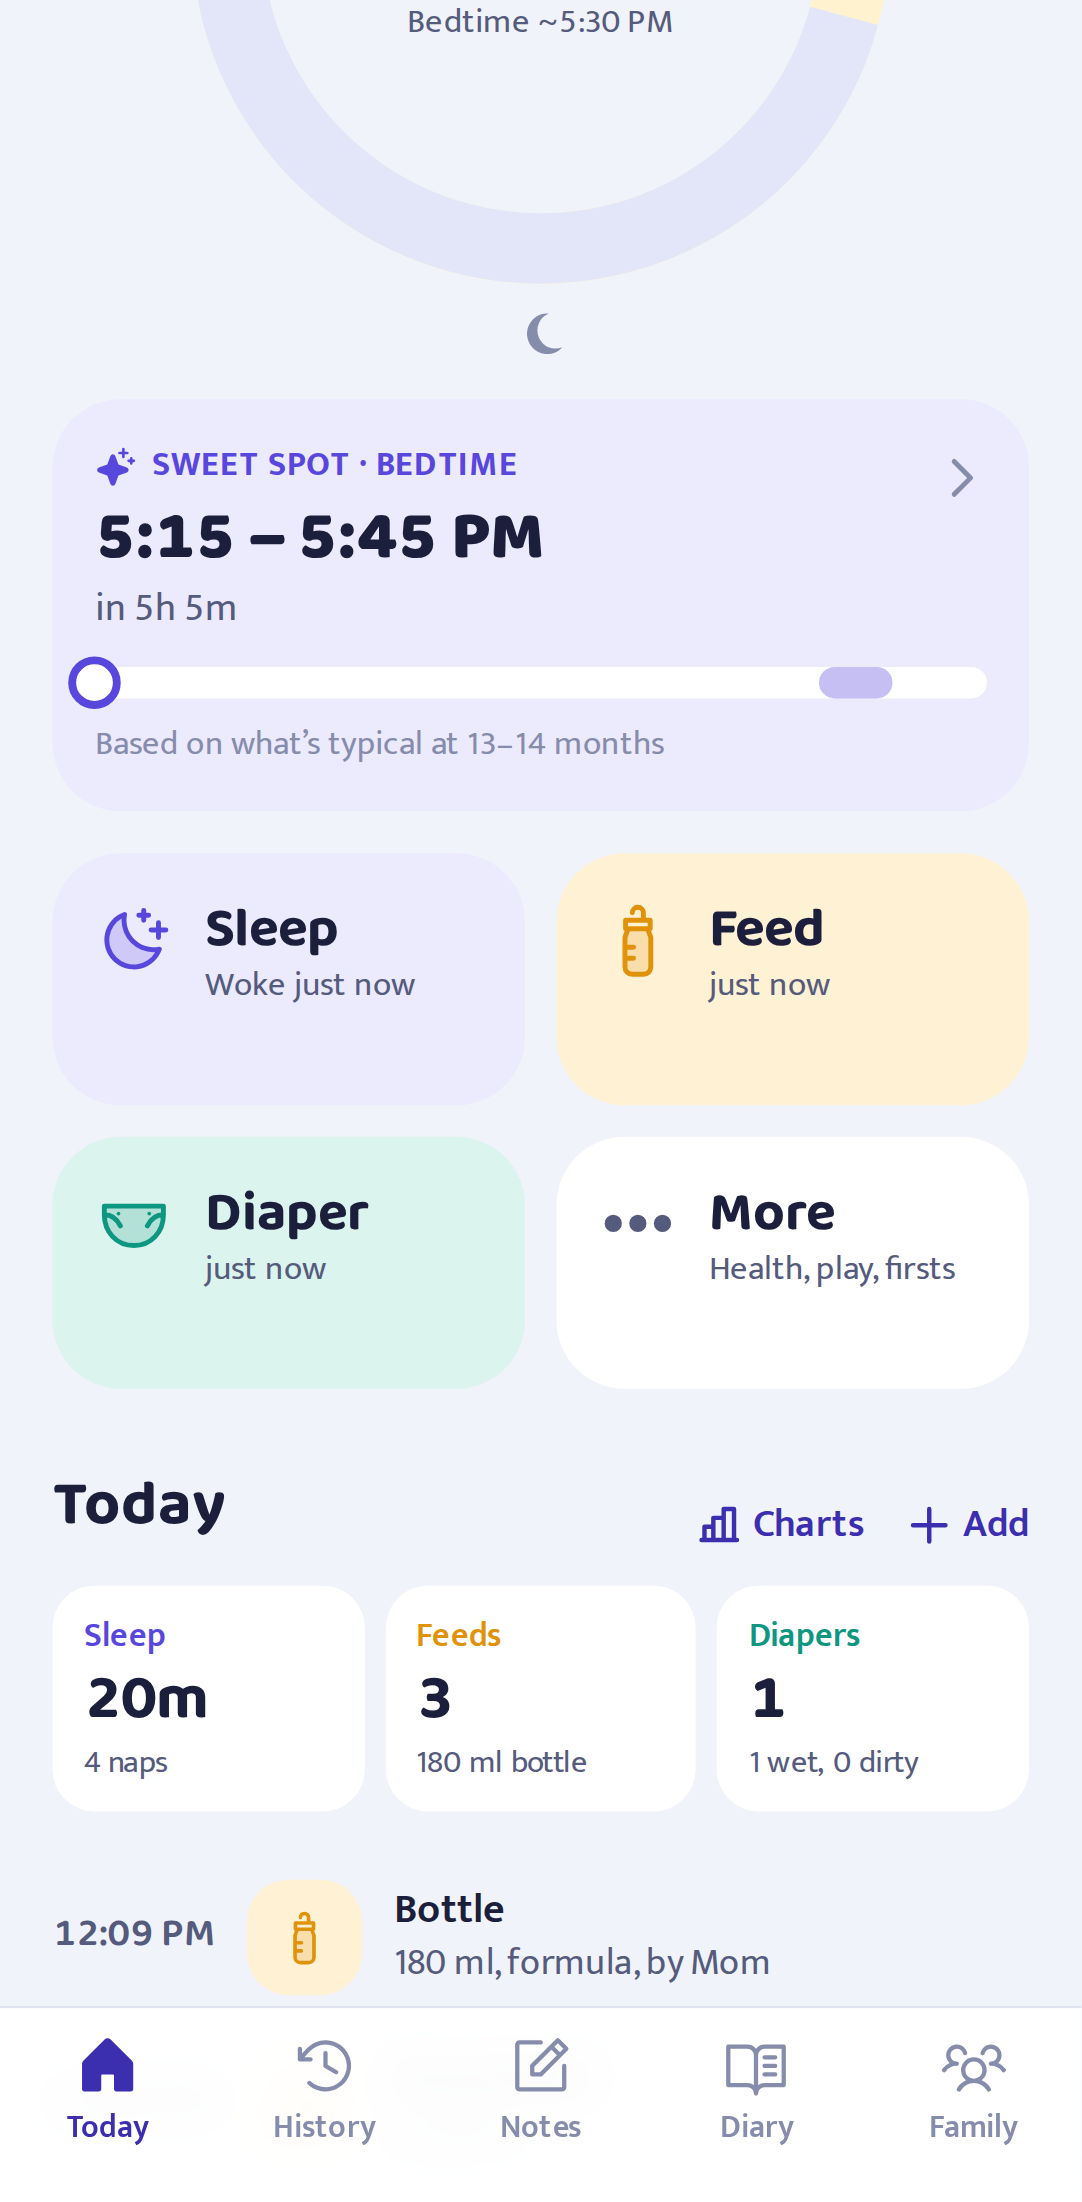 Bedtime ~5:30 PM
SWEET SPOT · BEDTIME
5:15 – 5:45 PM
in 5h 5m
Based on what’s typical at 13–14 months
Sleep
Woke just now
Feed
just now
Diaper
just now
More
Health, play, firsts
Today
Charts
Add
Sleep
20m
4 naps
Feeds
3
180 ml bottle
Diapers
1
1 wet, 0 dirty
12:09 PM
Bottle
180 ml, formula, by Mom
Today
History
Notes
Diary
Family